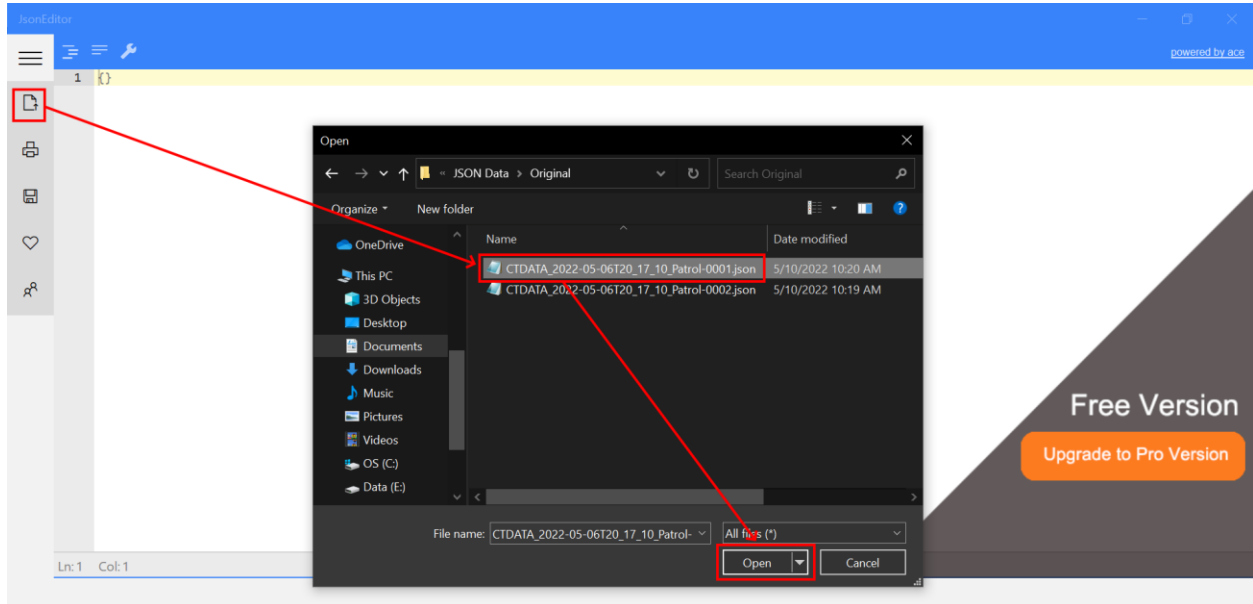 JsonEditor
powered by ace
1 {}
Open
« JSON Data > Original
Search Original
Organize
New folder
Name
Date modified
OneDrive
This PC
3D Objects
Desktop
Documents
Downloads
Music
Pictures
Videos
OS (C:)
Data (E:)
CTDATA_2022-05-06T20_17_10_Patrol-0001.json 5/10/2022 10:20 AM
CTDATA_2022-05-06T20_17_10_Patrol-0002.json 5/10/2022 10:19 AM
File name: CTDATA_2022-05-06T20_17_10_Patrol-
All files (*)
Open
Cancel
Free Version
Upgrade to Pro Version
Ln: 1 Col: 1